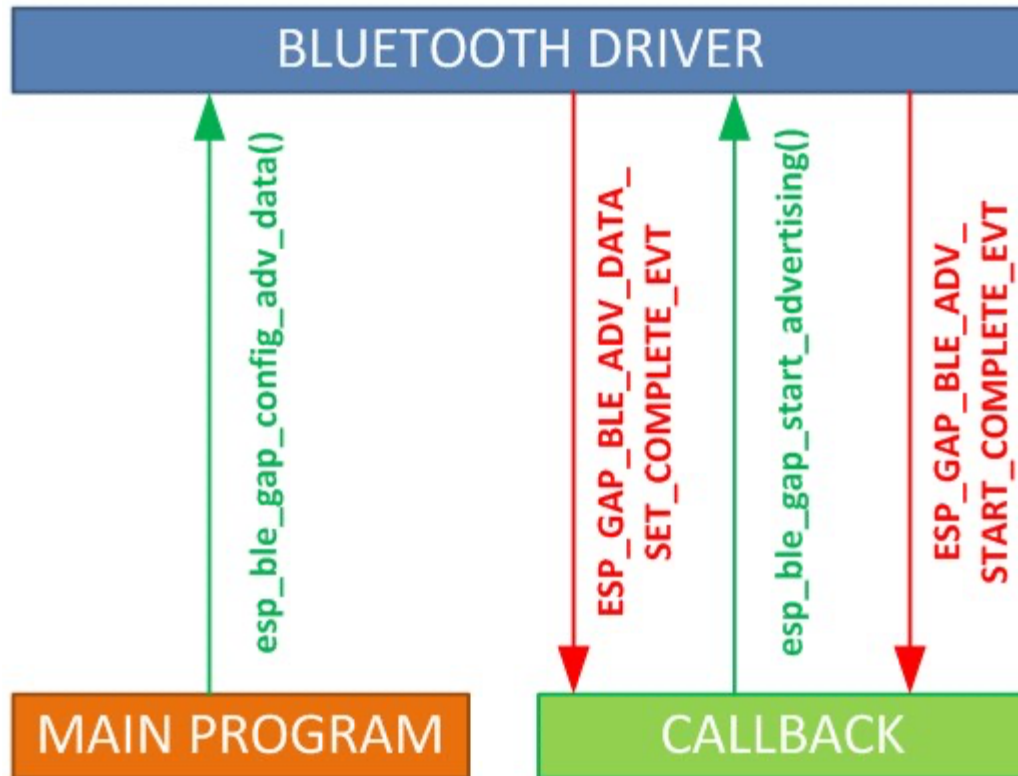 BLUETOOTH DRIVER
esp_ble_gap_config_adv_data()
ESP_GAP_BLE_ADV_DATA_
SET_COMPLETE_EVT
esp_ble_gap_start_advertising()
ESP_GAP_BLE_ADV_
START_COMPLETE_EVT
MAIN PROGRAM
CALLBACK